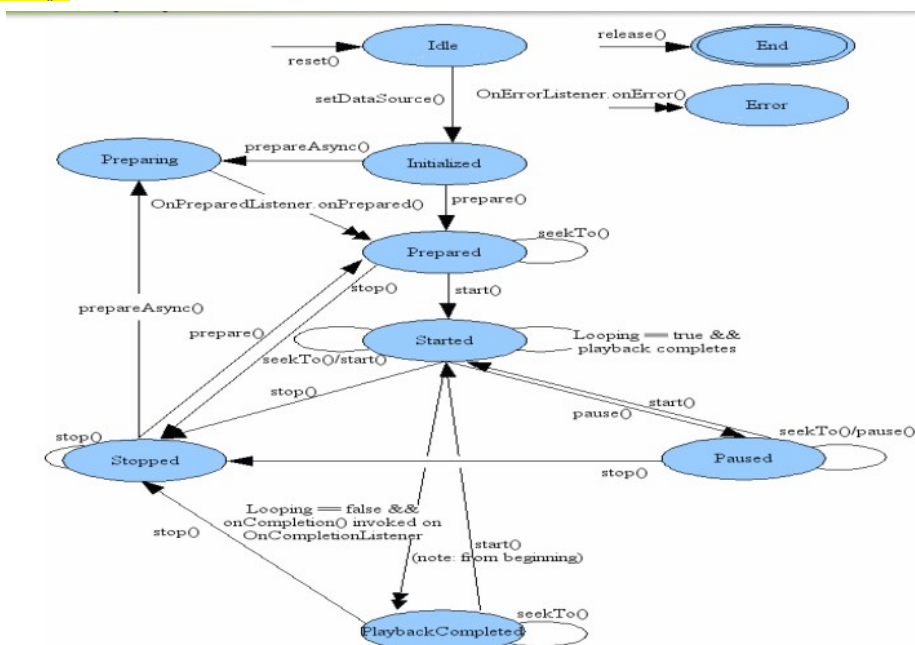 Idle
release()
End
reset()
setDataSource()
OnErrorListener.onError()
Error
Preparing
prepareAsync()
Initialized
OnPreparedListener.onPrepared()
prepare()
Prepared
seekTo()
stop()
start()
prepareAsync()
prepare()
Started
Looping == true &&
playback completes
seekTo()/start()
stop()
start()
pause()
stop()
Stopped
Paused
seekTo()/pause()
stop()
Looping == false &&
onCompletion() invoked on
OnCompletionListener
stop()
start()
(note: from beginning)
PlaybackCompleted
seekTo()